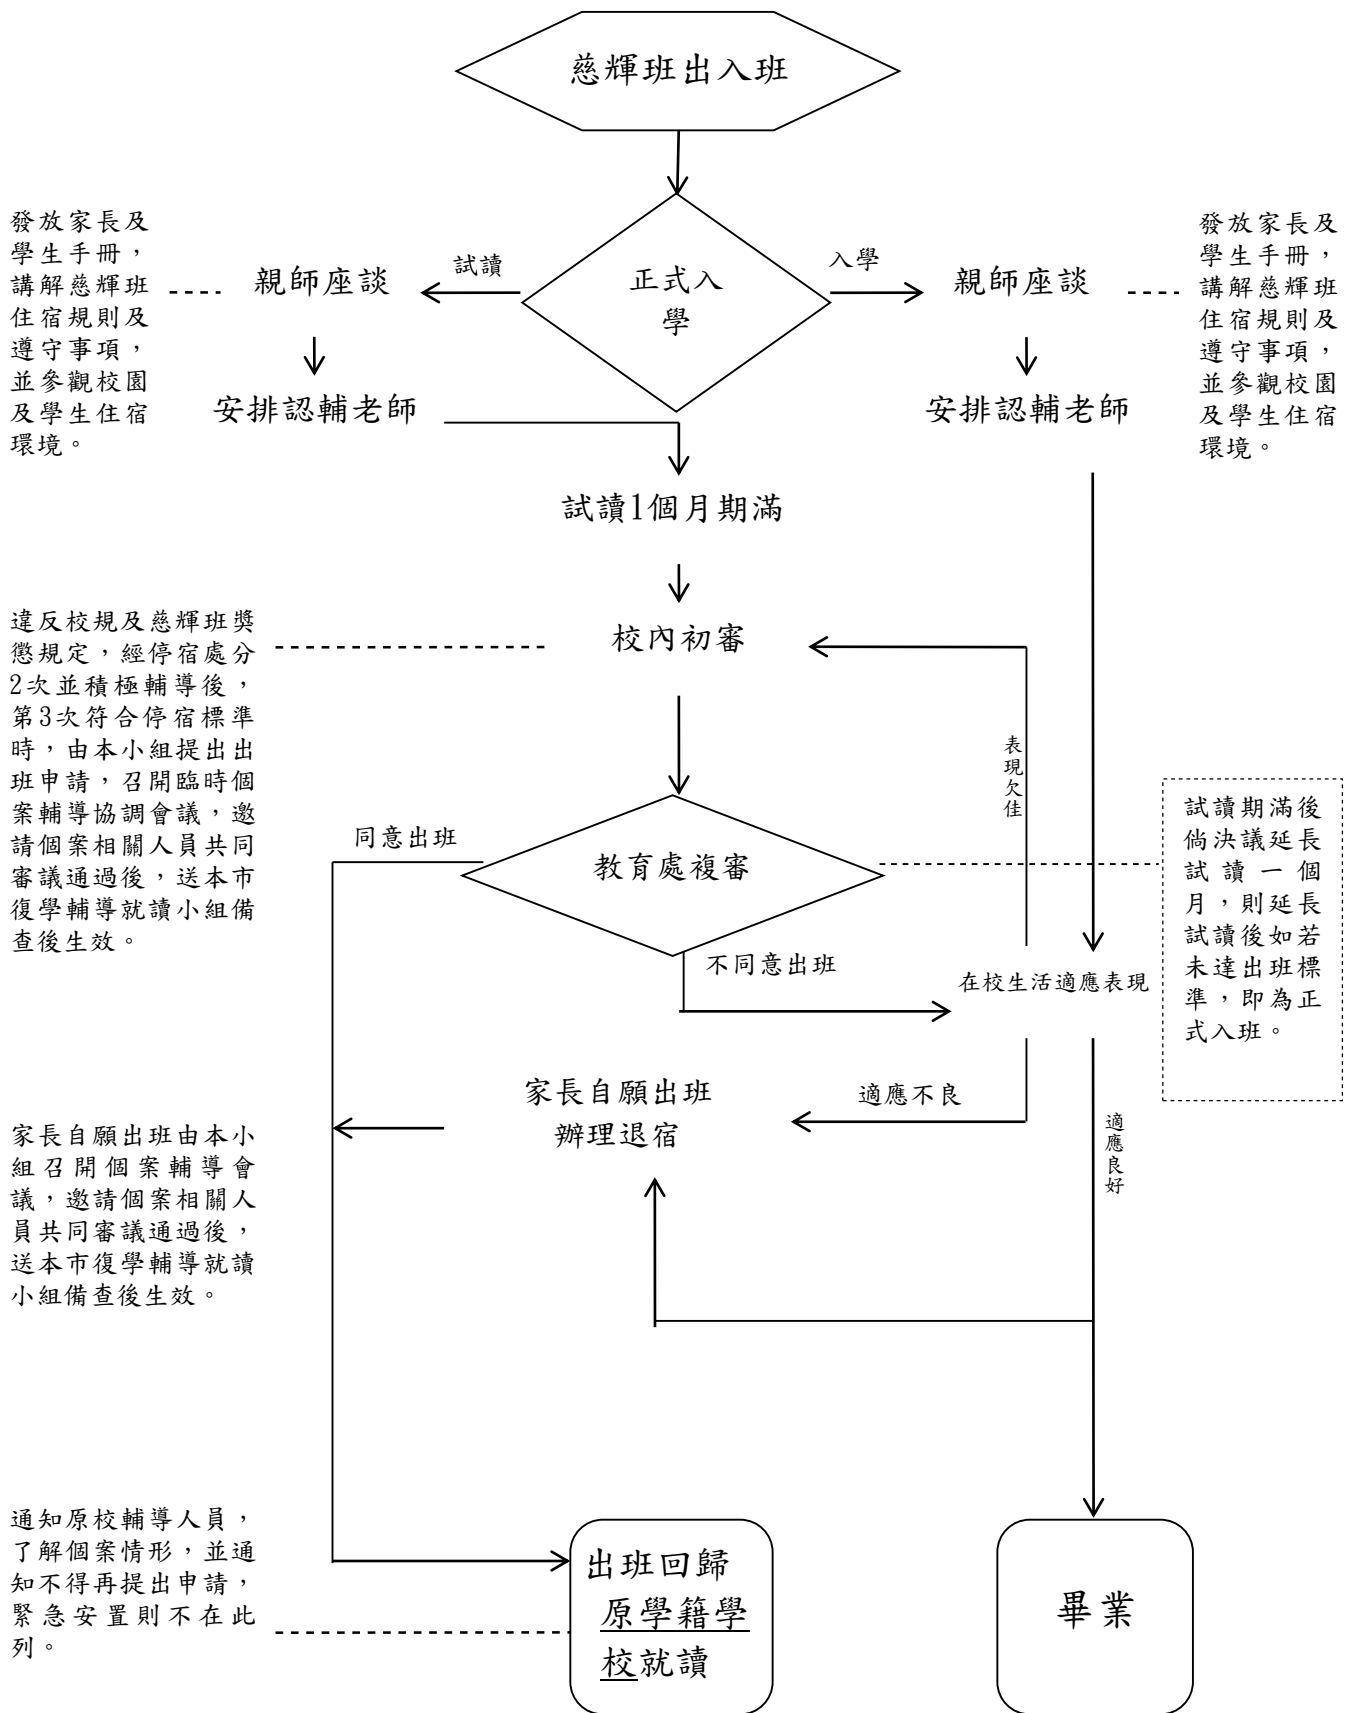 慈輝班出入班
發放家長及
學生手冊，
講解慈輝班
住宿規則及
遵守事項，
並參觀校園
及學生住宿
環境。
親師座談
試讀
正式入
學
入學
親師座談
發放家長及
學生手冊，
講解慈輝班
住宿規則及
遵守事項，
並參觀校園
及學生住宿
環境。
安排認輔老師
安排認輔老師
試讀1個月期滿
違反校規及慈輝班獎
懲規定，經停宿處分
2次並積極輔導後，
第3次符合停宿標準
時，由本小組提出出
班申請，召開臨時個
案輔導協調會議，邀
請個案相關人員共同
審議通過後，送本市
復學輔導就讀小組備
查後生效。
校內初審
表現欠佳
同意出班
教育處複審
試讀期滿後
倘決議延長
試讀一個
月，則延長
試讀後如若
未達出班標
準，即為正
式入班。
不同意出班
在校生活適應表現
家長自願出班
辦理退宿
適應不良
適應良好
家長自願出班由本小
組召開個案輔導會
議，邀請個案相關人
員共同審議通過後，
送本市復學輔導就讀
小組備查後生效。
通知原校輔導人員，
了解個案情形，並通
知不得再提出申請，
緊急安置則不在此
列。
出班回歸
原學籍學
校就讀
畢業